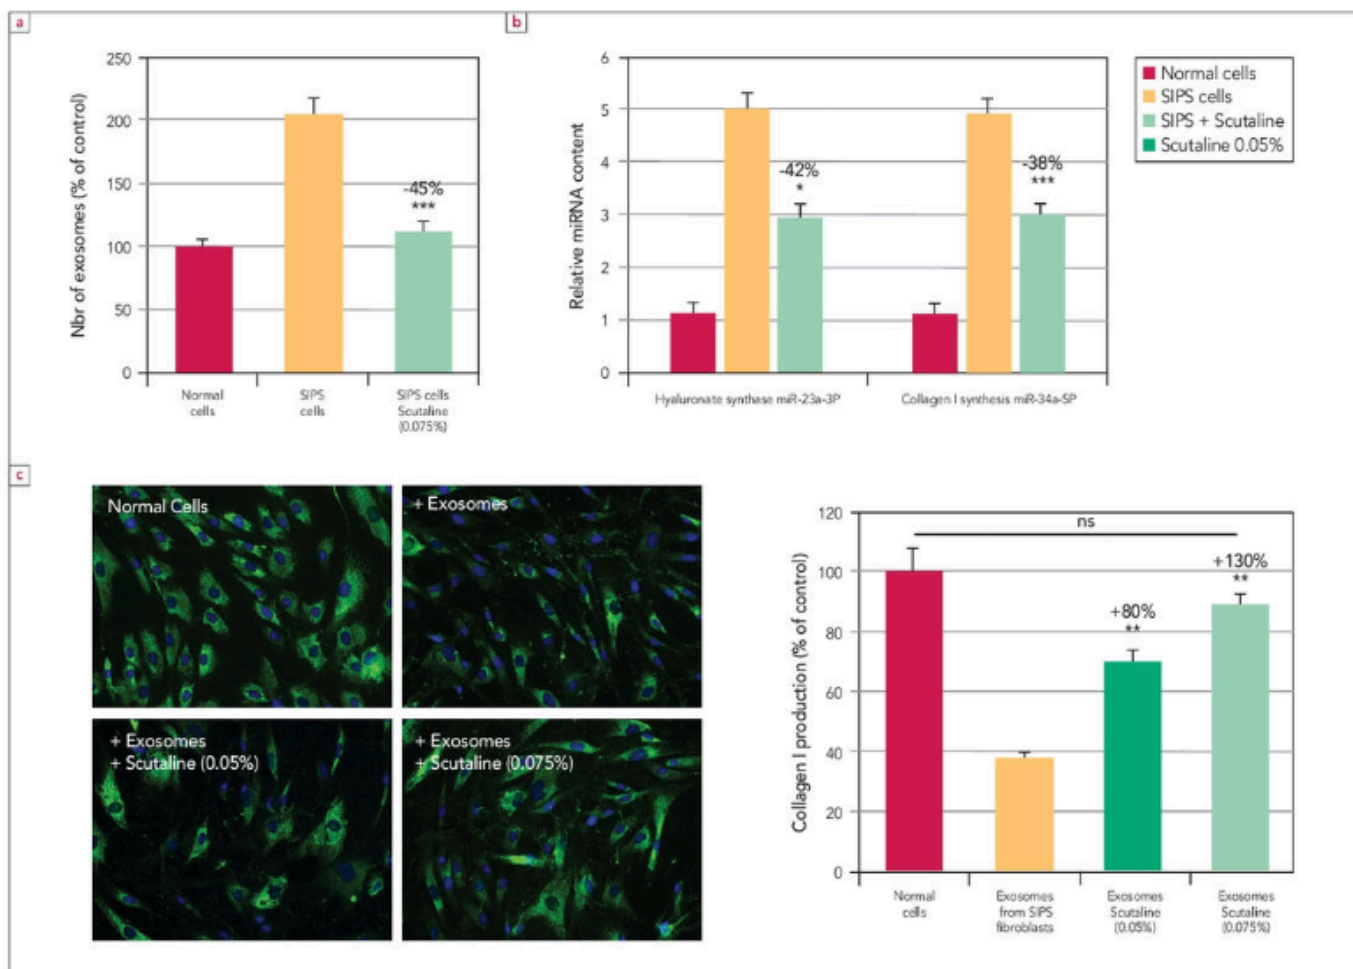 a
250
200
150
100
50
0
Nbr of exosomes (% of control)
-45%
***
Normal
cells
SIPS
cells
SIPS cells
Scutaline
(0.075%)
b
6
5
4
3
2
1
0
Relative miRNA content
-42%
*
-38%
***
Hyaluronate synthase miR-23a-3P
Collagen I synthesis miR-34a-5P
Normal cells
SIPS cells
SIPS + Scutaline
Scutaline 0.05%
c
Normal Cells
+ Exosomes
+ Exosomes
+ Scutaline (0.05%)
+ Exosomes
+ Scutaline (0.075%)
120
100
80
60
40
20
0
Collagen I production (% of control)
ns
+80%
**
+130%
**
Normal
cells
Exosomes
from SIPS
fibroblasts
Exosomes
Scutaline
(0.05%)
Exosomes
Scutaline
(0.075%)